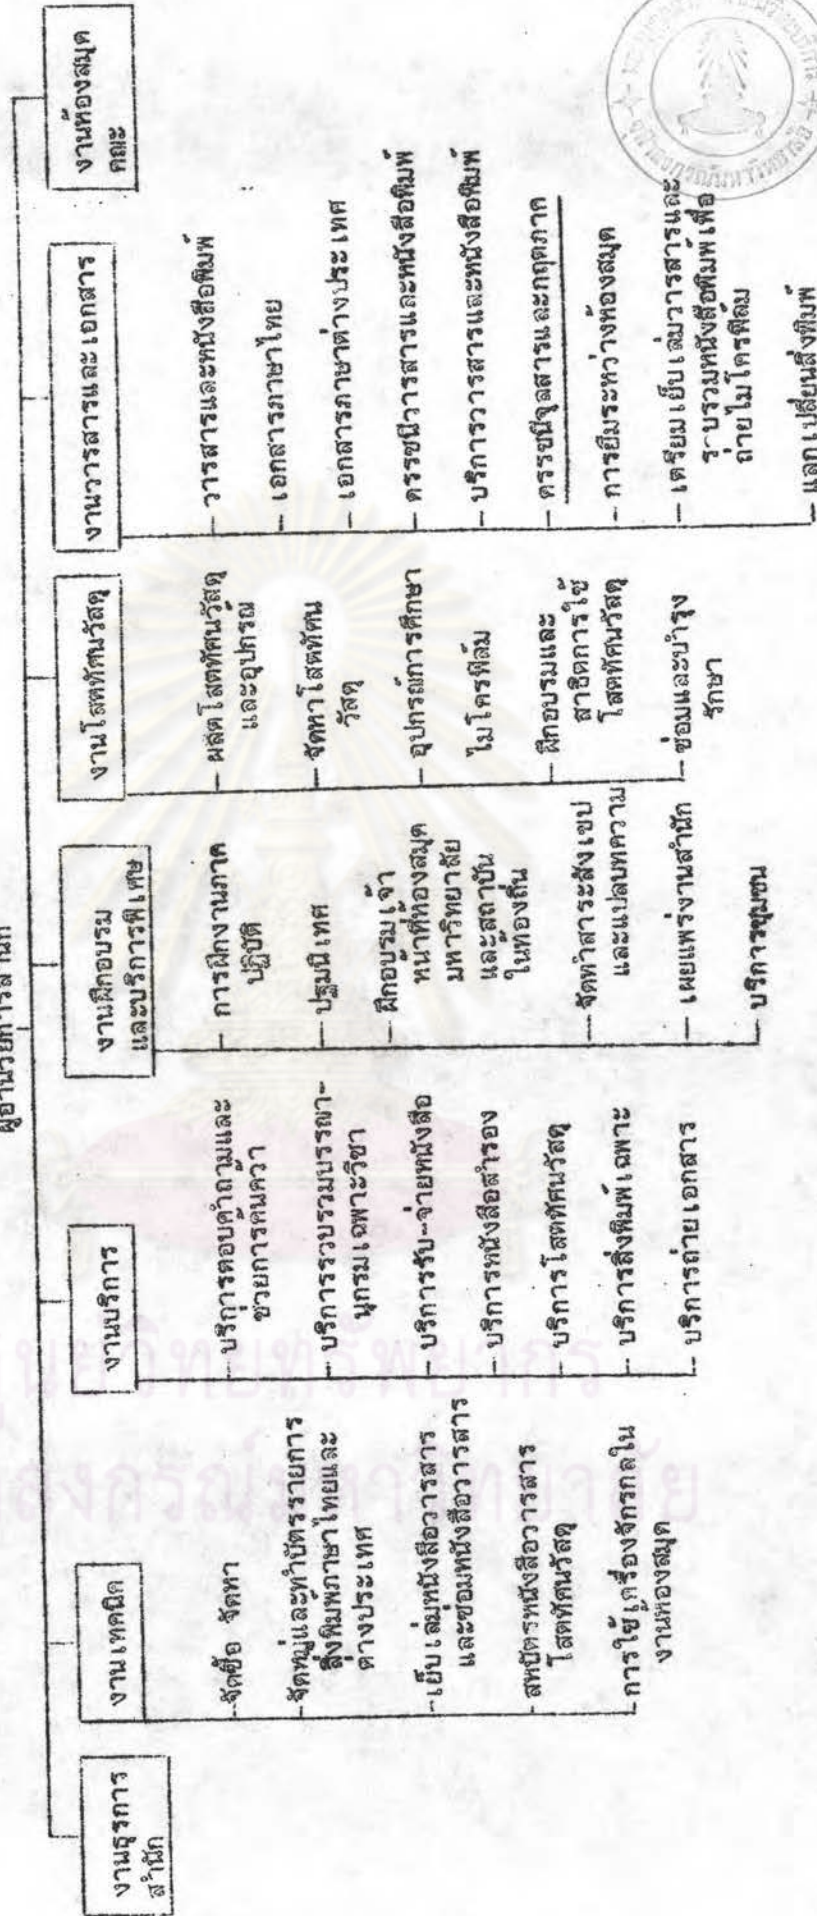 ผู้อำนวยการสำนัก
งานธุรการ
สำนัก
งานเทคนิค
จัดซื้อ จัดหา
จัดหมู่และทำบัตรรายการ
สิ่งพิมพ์ภาษาไทยและ
ต่างประเทศ
เย็บเล่มหนังสือวารสาร
และซ่อมหนังสือวารสาร
สหบัตรหนังสือวารสาร
โสตทัศนวัสดุ
การใช้เครื่องจักรกลใน
งานห้องสมุด
งานบริการ
บริการตอบคำถามและ
ช่วยการค้นคว้า
บริการรวบรวมบรรณา-
นุกรมเฉพาะวิชา
บริการรับ-จ่ายหนังสือ
บริการหนังสือสำรอง
บริการโสตทัศนวัสดุ
บริการสิ่งพิมพ์เฉพาะ
บริการถ่ายเอกสาร
งานฝึกอบรม
และบริการพิเศษ
การฝึกงานภาค
ปฏิบัติ
ปฐมนิเทศ
ฝึกอบรมเจ้า
หน้าที่ห้องสมุด
มหาวิทยาลัย
และสถาบัน
ในท้องถิ่น
จัดทำสาระสังเขป
และแปลบทความ
เผยแพร่งานสำนัก
บริการชุมชน
งานโสตทัศนวัสดุ
ผลิตโสตทัศนวัสดุ
และอุปกรณ์
จัดหาโสตทัศน
วัสดุ
อุปกรณ์การศึกษา
ไมโครฟิล์ม
ฝึกอบรมและ
สาธิตการใช้
โสตทัศนวัสดุ
ซ่อมและบำรุง
รักษา
งานวารสารและเอกสาร
วารสารและหนังสือพิมพ์
เอกสารภาษาไทย
เอกสารภาษาต่างประเทศ
ดรรชนีวารสารและหนังสือพิมพ์
บริการวารสารและหนังสือพิมพ์
ดรรชนีจุลสารและกฤตภาค
การยืมระหว่างห้องสมุด
เตรียมเย็บเล่มวารสารและ
รวบรวมหนังสือพิมพ์เพื่อ
ถ่ายไมโครฟิล์ม
แลกเปลี่ยนสิ่งพิมพ์
งานห้องสมุด
คณะ
จุฬาลงกรณ์มหาวิทยาลัย